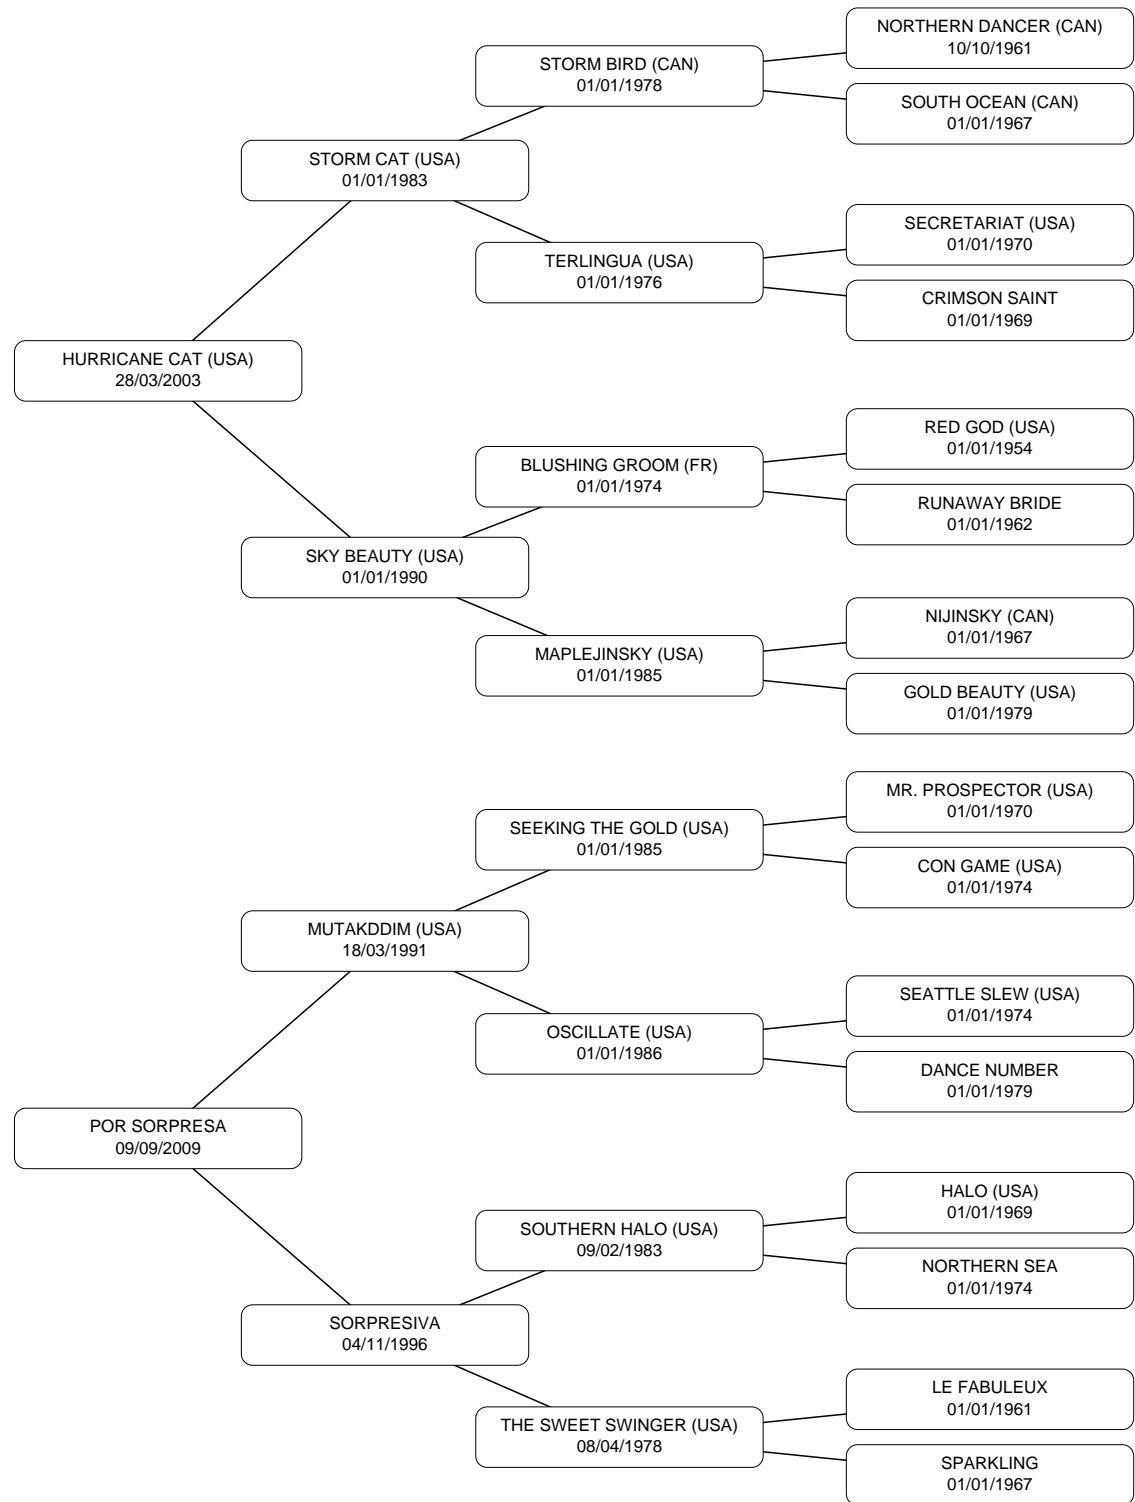 NORTHERN DANCER (CAN)
10/10/1961
STORM BIRD (CAN)
01/01/1978
SOUTH OCEAN (CAN)
01/01/1967
STORM CAT (USA)
01/01/1983
SECRETARIAT (USA)
01/01/1970
TERLINGUA (USA)
01/01/1976
CRIMSON SAINT
01/01/1969
HURRICANE CAT (USA)
28/03/2003
RED GOD (USA)
01/01/1954
BLUSHING GROOM (FR)
01/01/1974
RUNAWAY BRIDE
01/01/1962
SKY BEAUTY (USA)
01/01/1990
NIJINSKY (CAN)
01/01/1967
MAPLEJINSKY (USA)
01/01/1985
GOLD BEAUTY (USA)
01/01/1979
MR. PROSPECTOR (USA)
01/01/1970
SEEKING THE GOLD (USA)
01/01/1985
CON GAME (USA)
01/01/1974
MUTAKDDIM (USA)
18/03/1991
SEATTLE SLEW (USA)
01/01/1974
OSCILLATE (USA)
01/01/1986
DANCE NUMBER
01/01/1979
POR SORPRESA
09/09/2009
HALO (USA)
01/01/1969
SOUTHERN HALO (USA)
09/02/1983
NORTHERN SEA
01/01/1974
SORPRESIVA
04/11/1996
LE FABULEUX
01/01/1961
THE SWEET SWINGER (USA)
08/04/1978
SPARKLING
01/01/1967